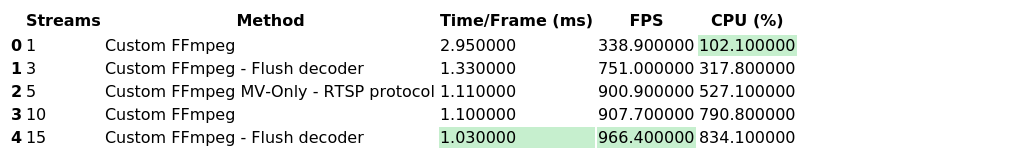 Streams Method Time/Frame (ms) FPS CPU (%)
0 1 Custom FFmpeg 2.950000 338.900000 102.100000
1 3 Custom FFmpeg - Flush decoder 1.330000 751.000000 317.800000
2 5 Custom FFmpeg MV-Only - RTSP protocol 1.110000 900.900000 527.100000
3 10 Custom FFmpeg 1.100000 907.700000 790.800000
4 15 Custom FFmpeg - Flush decoder 1.030000 966.400000 834.100000